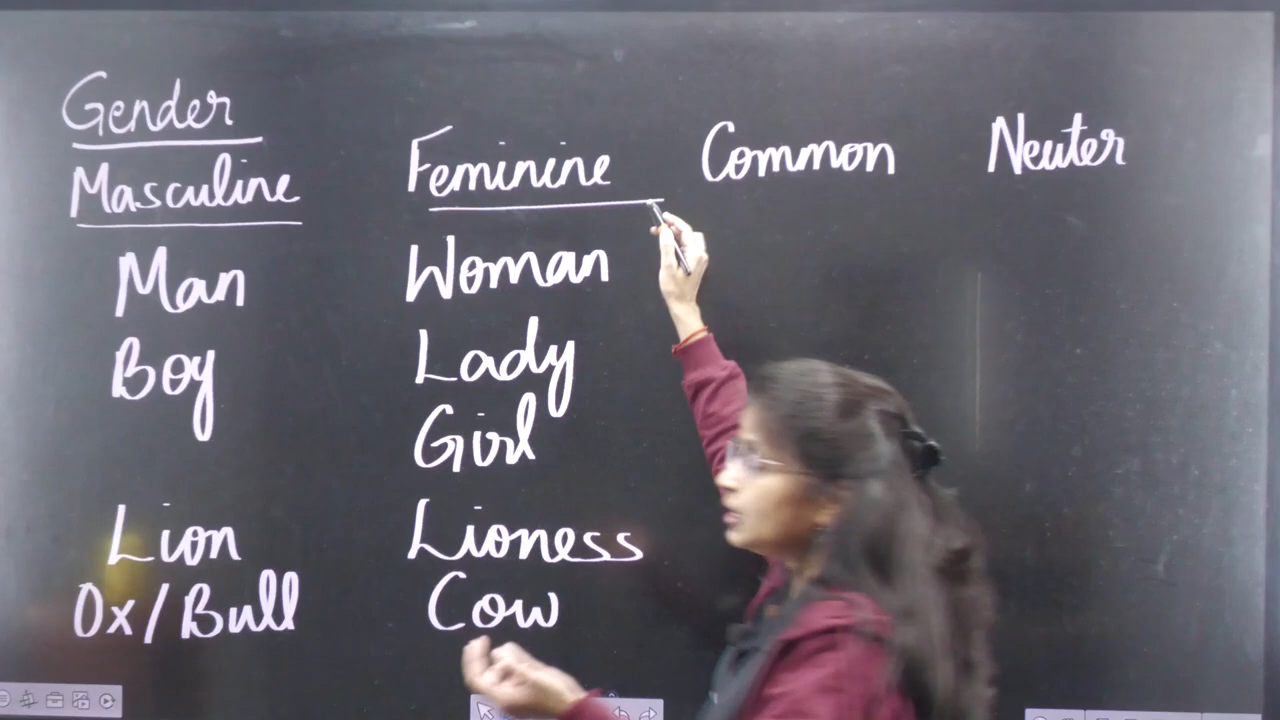 Gender
Masculine Feminine Common Neuter
Man Woman
Boy Lady
Girl
Lion Lioness
Ox/Bull Cow